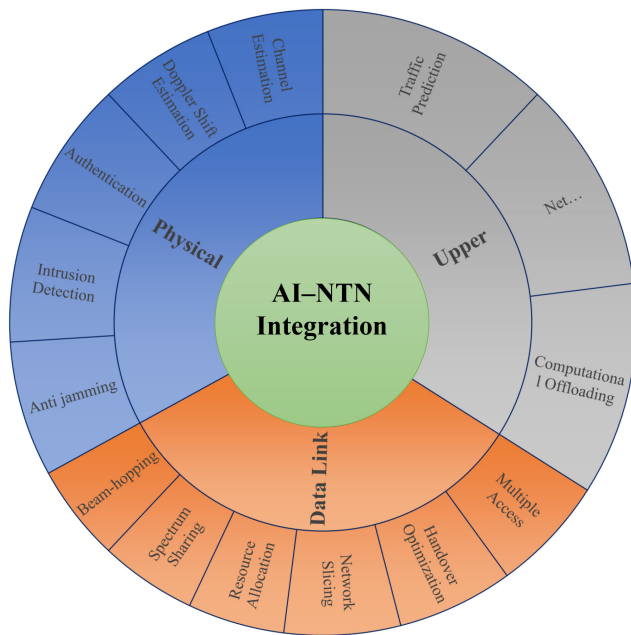 AI–NTN
Integration
Physical
Upper
Data Link
Channel
Estimation
Doppler Shift
Estimation
Authentication
Intrusion
Detection
Anti jamming
Traffic
Prediction
Net…
Computationa
l Offloading
Multiple
Access
Handover
Optimization
Network
Slicing
Resource
Allocation
Spectrum
Sharing
Beam-hopping